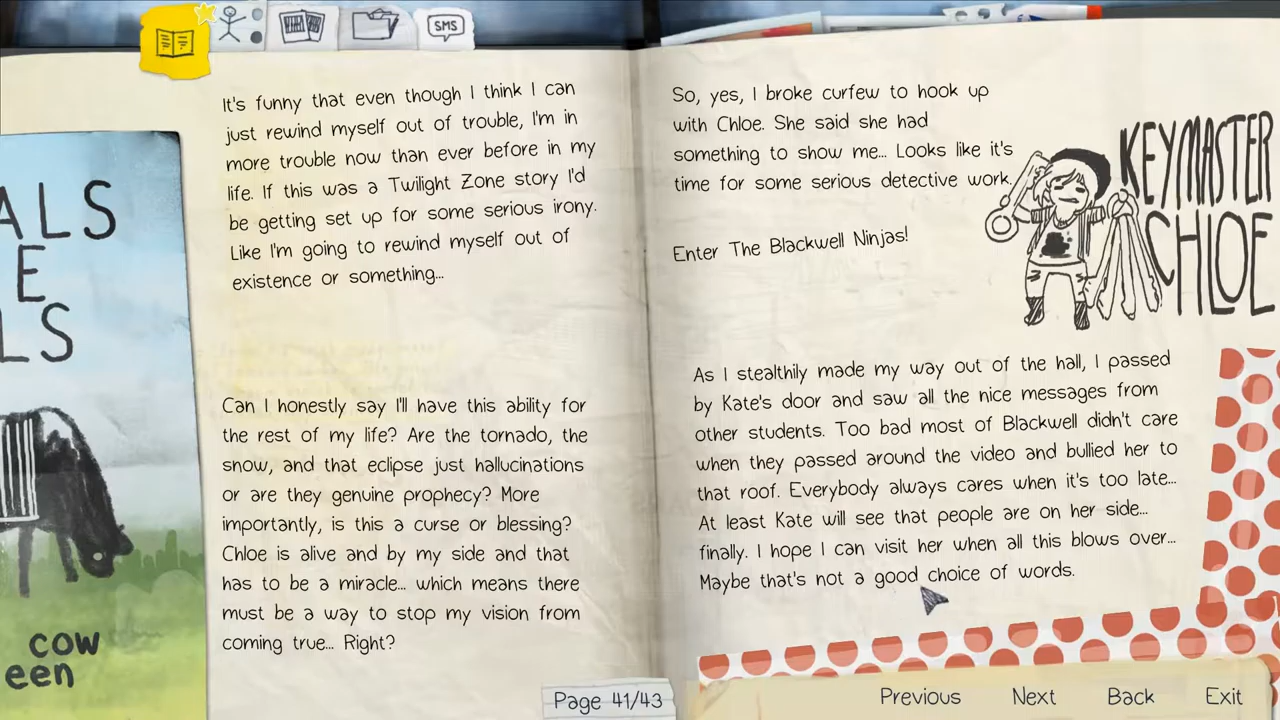 SMS
ALS
E
LS
cow
een
It's funny that even though I think I can
just rewind myself out of trouble, I'm in
more trouble now than ever before in my
life. If this was a Twilight Zone story I'd
be getting set up for some serious irony.
Like I'm going to rewind myself out of
existence or something...
Can I honestly say I'll have this ability for
the rest of my life? Are the tornado, the
snow, and that eclipse just hallucinations
or are they genuine prophecy? More
importantly, is this a curse or blessing?
Chloe is alive and by my side and that
has to be a miracle... which means there
must be a way to stop my vision from
coming true... Right?
So, yes, I broke curfew to hook up
with Chloe. She said she had
something to show me... Looks like it's
time for some serious detective work.
Enter The Blackwell Ninjas!
KEYMASTER
CHLOE
As I stealthily made my way out of the hall, I passed
by Kate's door and saw all the nice messages from
other students. Too bad most of Blackwell didn't care
when they passed around the video and bullied her to
that roof. Everybody always cares when it's too late...
At least Kate will see that people are on her side...
finally. I hope I can visit her when all this blows over...
Maybe that's not a good choice of words.
Page 41/43
Previous Next Back Exit